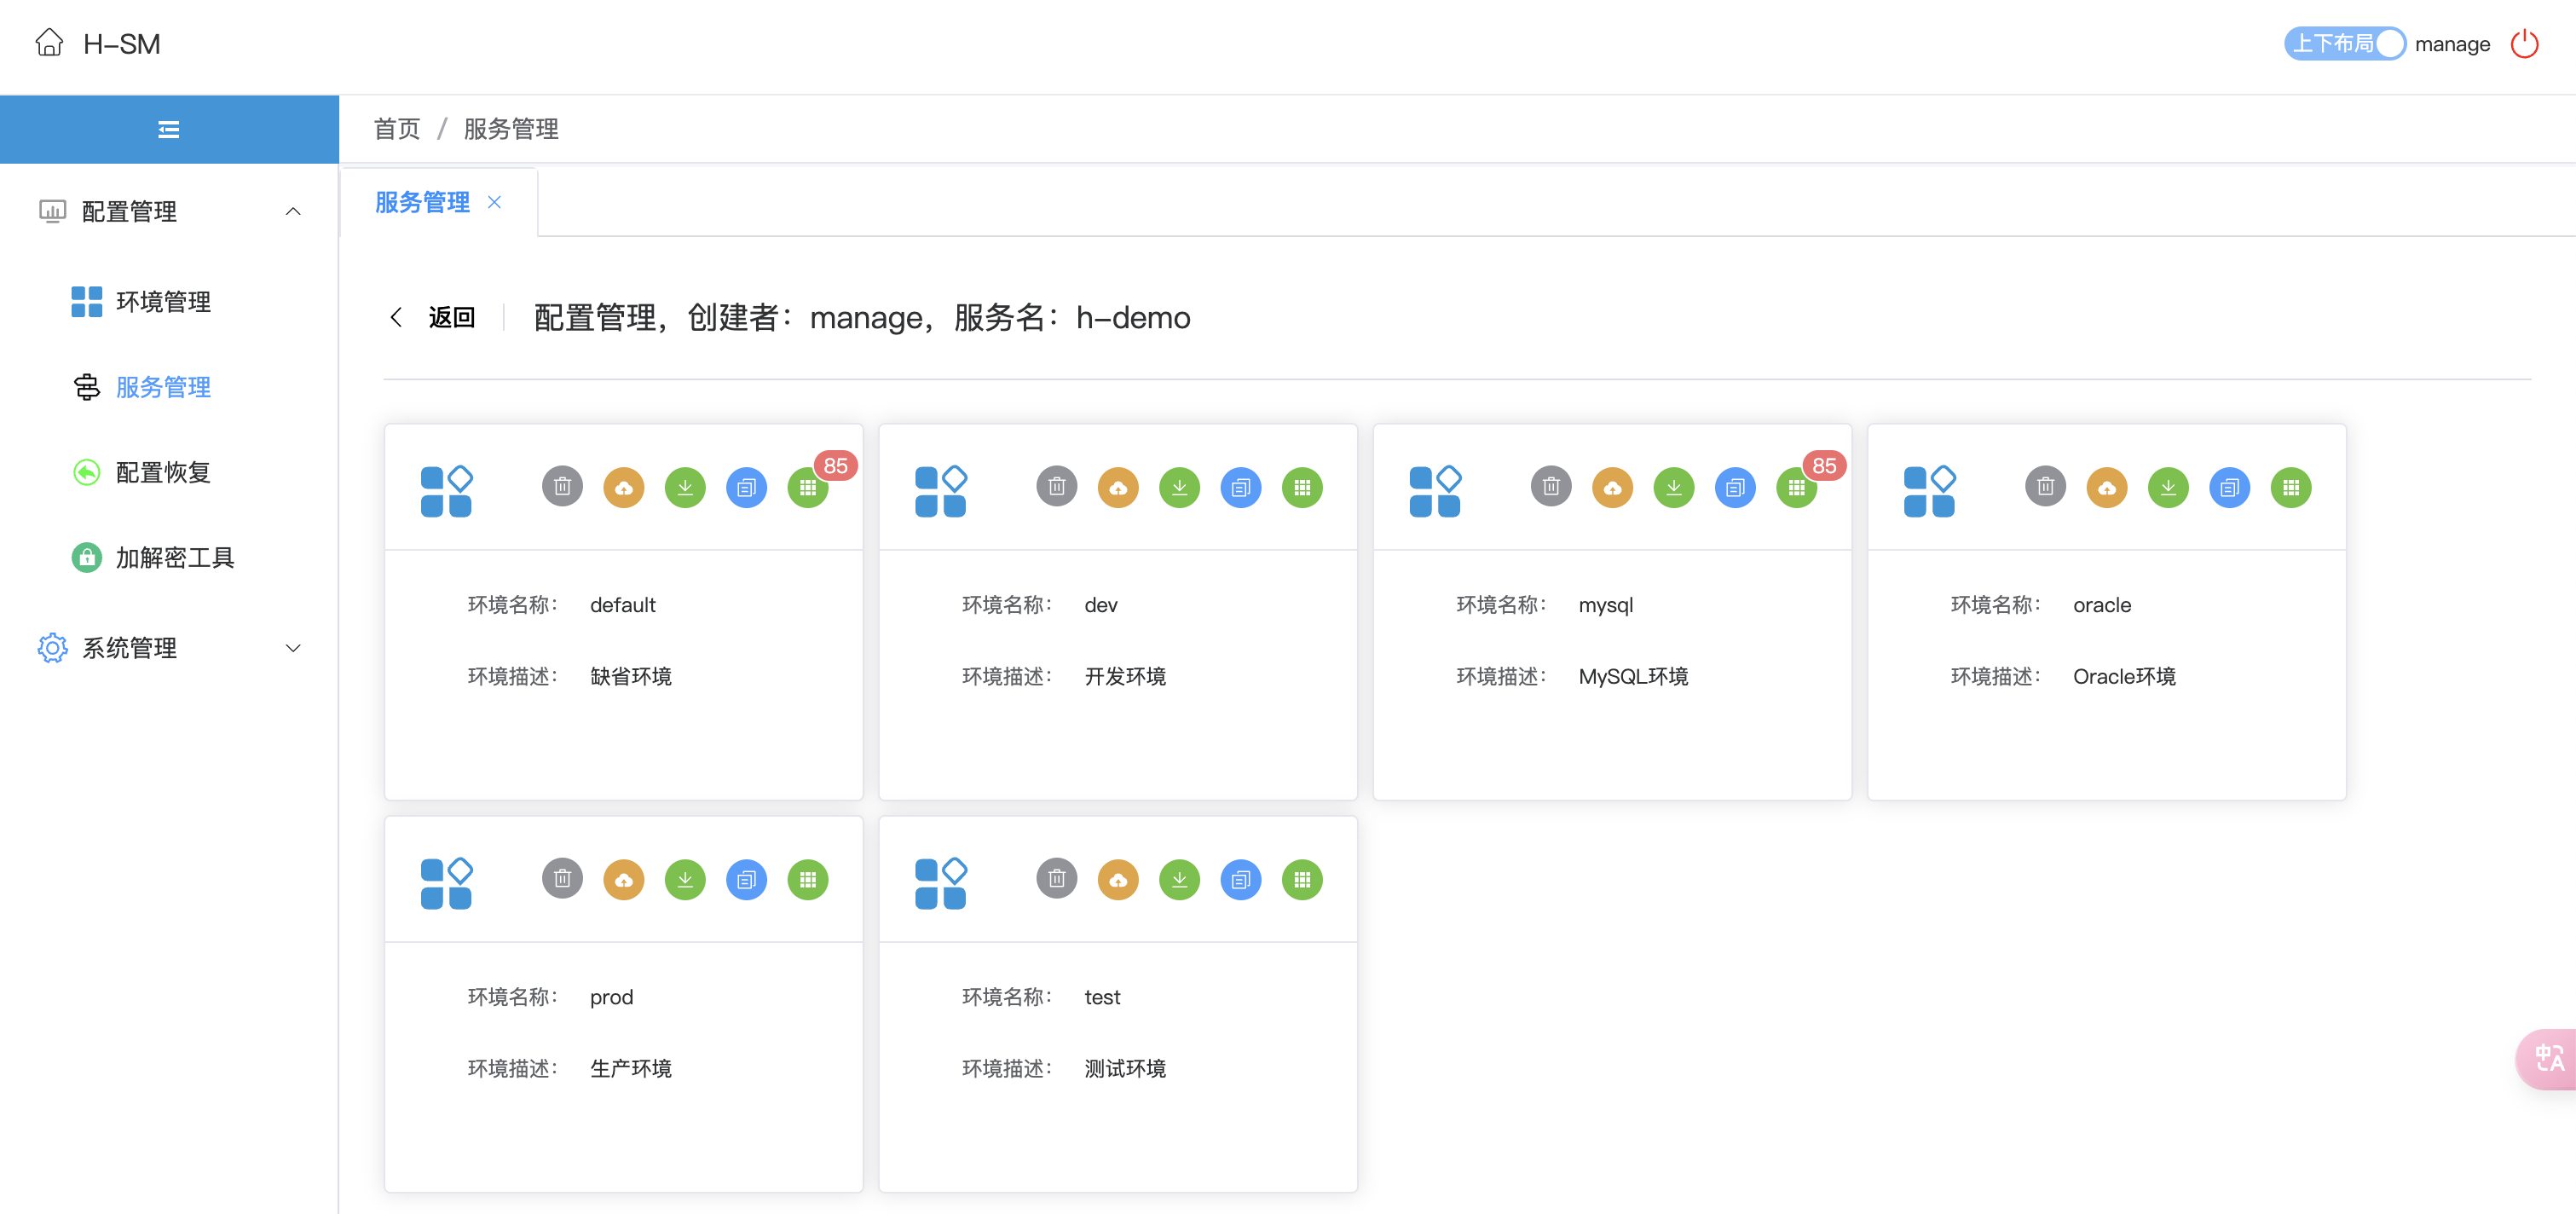 H-SM
上下布局 manage
首页 / 服务管理
配置管理
环境管理
服务管理
配置恢复
加解密工具
系统管理
服务管理
返回 配置管理，创建者：manage，服务名：h-demo
85
环境名称： default
环境描述： 缺省环境
环境名称： dev
环境描述： 开发环境
85
环境名称： mysql
环境描述： MySQL环境
环境名称： oracle
环境描述： Oracle环境
环境名称： prod
环境描述： 生产环境
环境名称： test
环境描述： 测试环境
中A